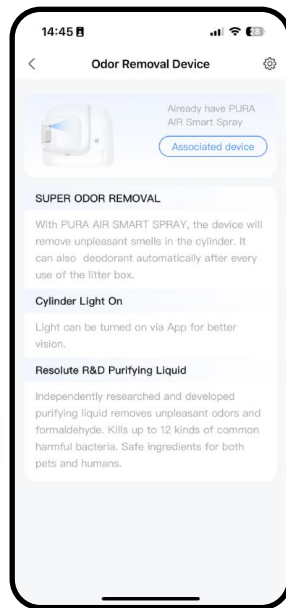 14:45
28
Odor Removal Device
Already have PURA
AIR Smart Spray
Associated device
SUPER ODOR REMOVAL
With PURA AIR SMART SPRAY, the device will
remove unpleasant smells in the cylinder. It
can also deodorant automatically after every
use of the litter box.
Cylinder Light On
Light can be turned on via App for better
vision.
Resolute R&D Purifying Liquid
Independently researched and developed
purifying liquid removes unpleasant odors and
formaldehyde. Kills up to 12 kinds of common
harmful bacteria. Safe ingredients for both
pets and humans.